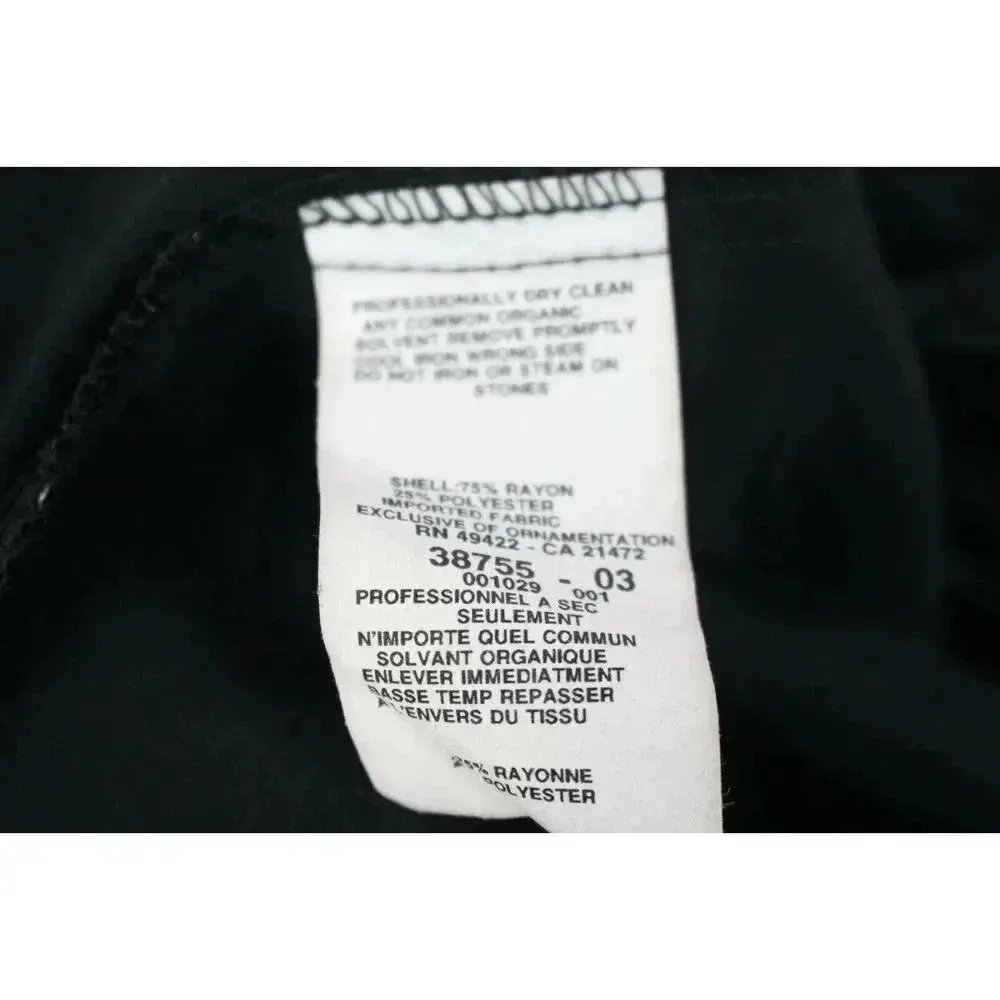 PROFESSIONALLY DRY CLEAN
ANY COMMON ORGANIC
SOLVENT REMOVE PROMPTLY
COOL IRON WRONG SIDE
DO NOT IRON OR STEAM ON
STONES
SHELL:75% RAYON
25% POLYESTER
IMPORTED FABRIC
EXCLUSIVE OF ORNAMENTATION
RN 49422 - CA 21472
38755 - 03
001029 001
PROFESSIONNEL A SEC
SEULEMENT
N'IMPORTE QUEL COMMUN
SOLVANT ORGANIQUE
ENLEVER IMMEDIATMENT
BASSE TEMP REPASSER
A L'ENVERS DU TISSU
RAYONNE
POLYESTER